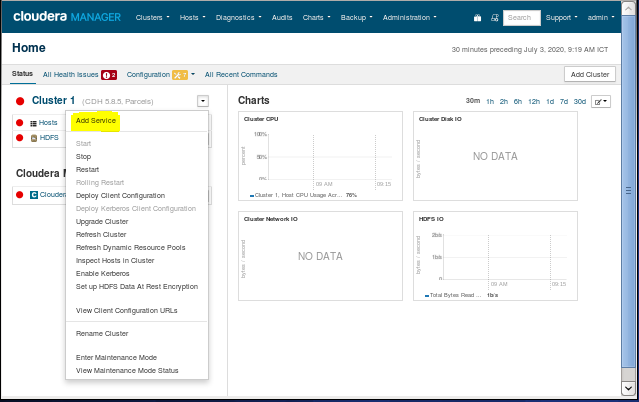 cloudera MANAGER Clusters Hosts Diagnostics Audits Charts Backup Administration Search Support admin
Home
30 minutes preceding July 3, 2020, 9:19 AM ICT
Status All Health Issues 2 Configuration 7 All Recent Commands Add Cluster
Cluster 1 (CDH 5.8.5, Parcels)
Hosts
HDFS
Cloudera M
Cloudera
Add Service
Start
Stop
Restart
Rolling Restart
Deploy Client Configuration
Deploy Kerberos Client Configuration
Upgrade Cluster
Refresh Cluster
Refresh Dynamic Resource Pools
Inspect Hosts in Cluster
Enable Kerberos
Set up HDFS Data At Rest Encryption
View Client Configuration URLs
Rename Cluster
Enter Maintenance Mode
View Maintenance Mode Status
Charts
30m 1h 2h 6h 12h 1d 7d 30d
Cluster CPU
percent
100%
50%
0%
09 AM 09:15
Cluster 1, Host CPU Usage Acr... 76%
Cluster Disk IO
bytes / second
NO DATA
Cluster Network IO
bytes / second
NO DATA
HDFS IO
bytes / second
2b/s
1b/s
0
09 AM 09:15
Total Bytes Read ... 1b/s